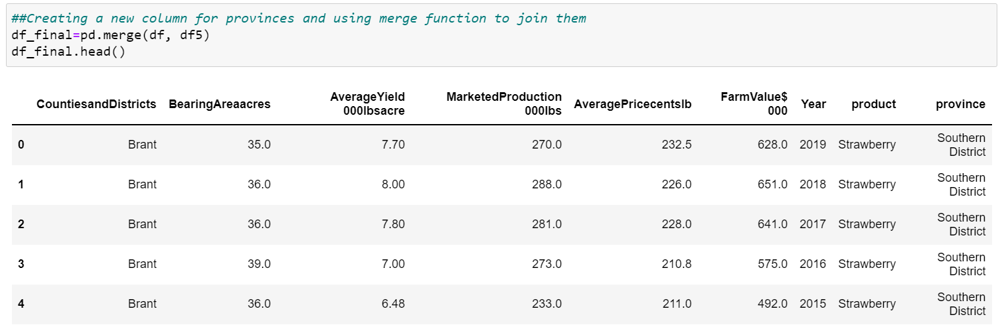 ##Creating a new column for provinces and using merge function to join them
df_final=pd.merge(df, df5)
df_final.head()
CountiesandDistricts BearingAreaacres AverageYield 000lbsacre MarketedProduction 000lbs AveragePricecentslb FarmValue$ 000 Year product province
0 Brant 35.0 7.70 270.0 232.5 628.0 2019 Strawberry Southern District
1 Brant 36.0 8.00 288.0 226.0 651.0 2018 Strawberry Southern District
2 Brant 36.0 7.80 281.0 228.0 641.0 2017 Strawberry Southern District
3 Brant 39.0 7.00 273.0 210.8 575.0 2016 Strawberry Southern District
4 Brant 36.0 6.48 233.0 211.0 492.0 2015 Strawberry Southern District